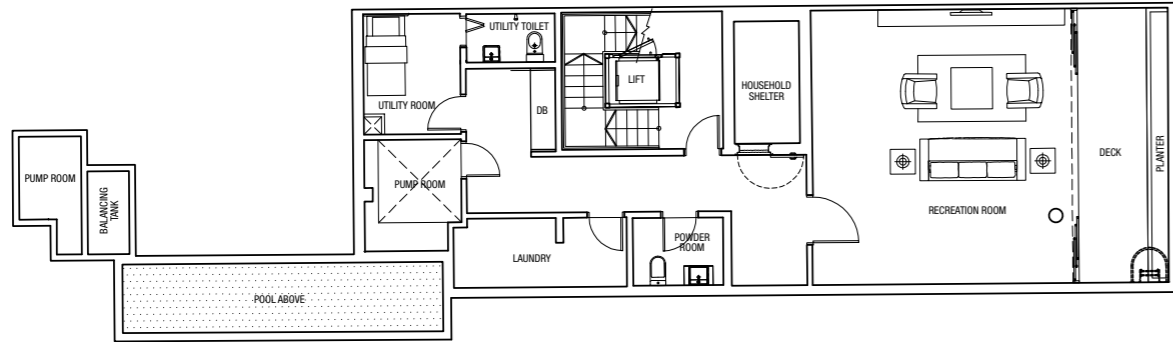 UTILITY TOILET
LIFT
HOUSEHOLD
SHELTER
UTILITY ROOM
DB
PUMP ROOM
BALANCING
TANK
PUMP ROOM
DECK
PLANTER
RECREATION ROOM
POWDER
ROOM
LAUNDRY
POOL ABOVE